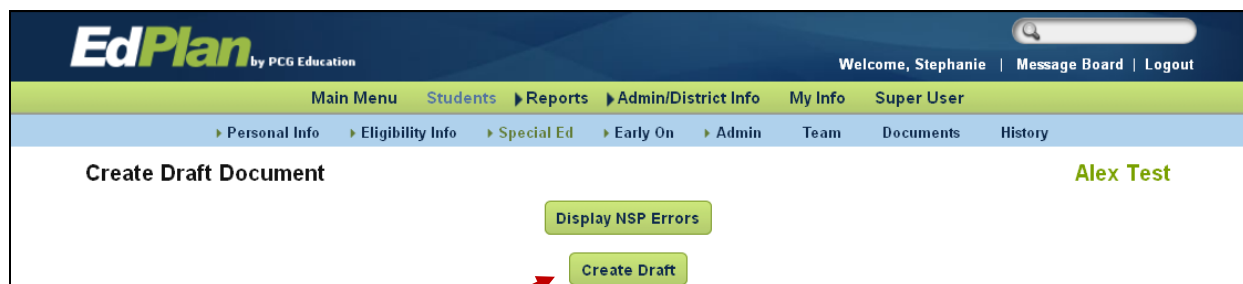 EdPlan by PCG Education
Welcome, Stephanie | Message Board | Logout
Main Menu Students Reports Admin/District Info My Info Super User
Personal Info Eligibility Info Special Ed Early On Admin Team Documents History
Create Draft Document Alex Test
Display NSP Errors
Create Draft